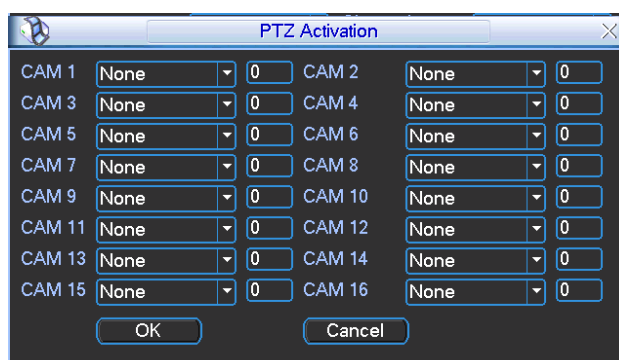 PTZ Activation
CAM 1 None 0 CAM 2 None 0
CAM 3 None 0 CAM 4 None 0
CAM 5 None 0 CAM 6 None 0
CAM 7 None 0 CAM 8 None 0
CAM 9 None 0 CAM 10 None 0
CAM 11 None 0 CAM 12 None 0
CAM 13 None 0 CAM 14 None 0
CAM 15 None 0 CAM 16 None 0
OK Cancel